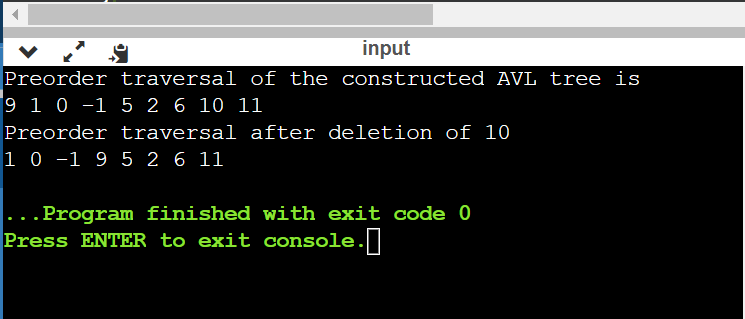 input
Preorder traversal of the constructed AVL tree is
9 1 0 -1 5 2 6 10 11
Preorder traversal after deletion of 10
1 0 -1 9 5 2 6 11
...Program finished with exit code 0
Press ENTER to exit console.